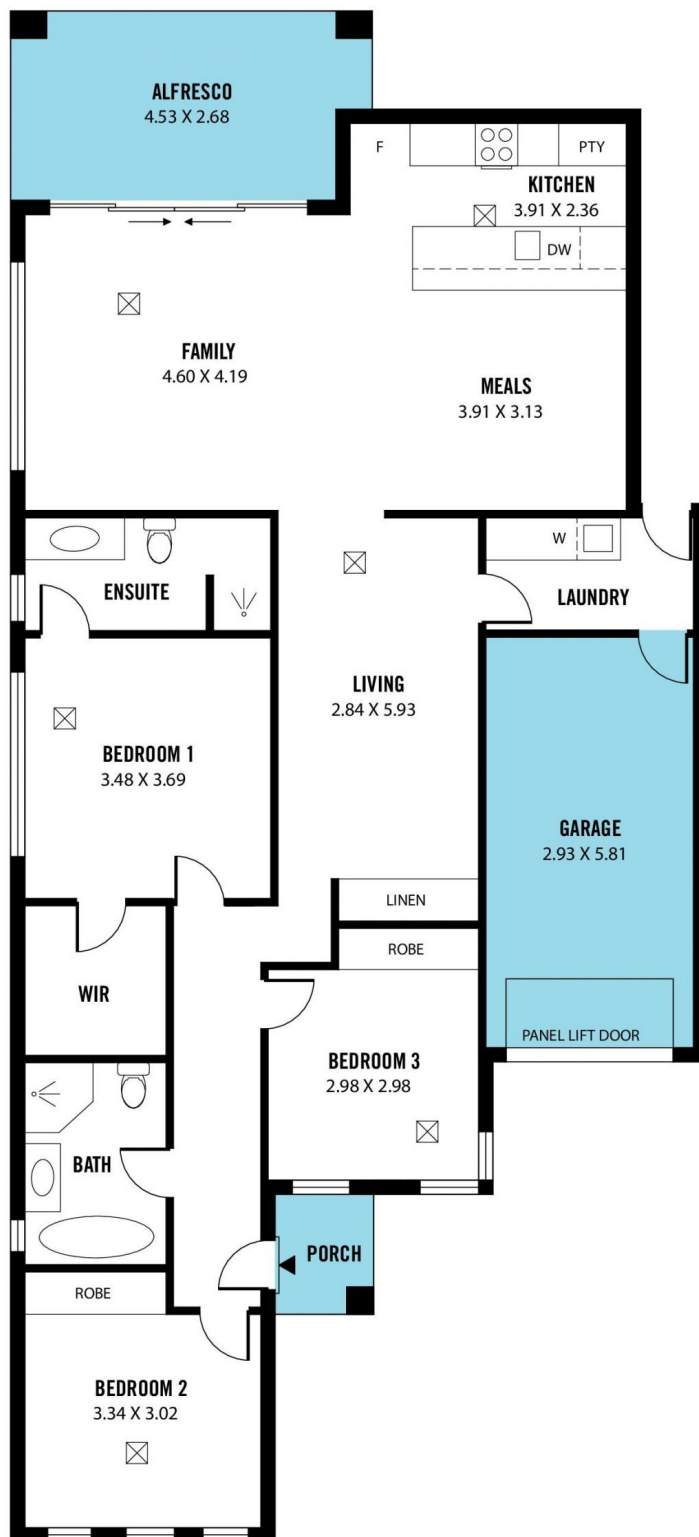 ALFRESCO
4.53 X 2.68
F
PTY
KITCHEN
3.91 X 2.36
DW
FAMILY
4.60 X 4.19
MEALS
3.91 X 3.13
ENSUITE
W
LAUNDRY
LIVING
2.84 X 5.93
BEDROOM 1
3.48 X 3.69
GARAGE
2.93 X 5.81
LINEN
ROBE
WIR
PANEL LIFT DOOR
BEDROOM 3
2.98 X 2.98
BATH
PORCH
ROBE
BEDROOM 2
3.34 X 3.02